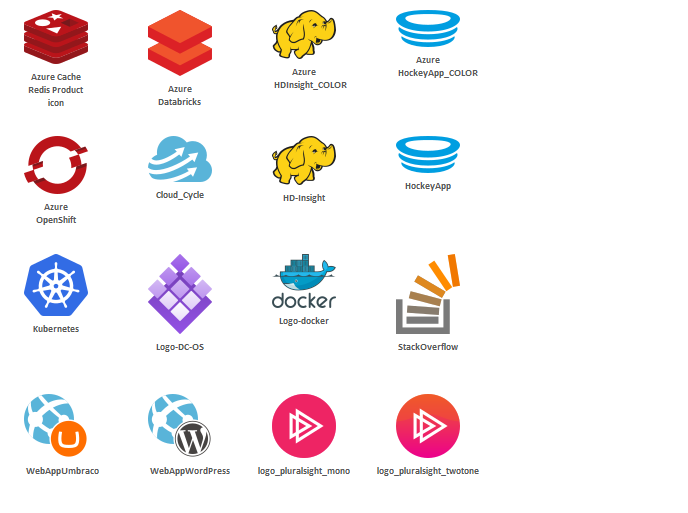 Azure Cache
Redis Product
icon
Azure
Databricks
Azure
HDInsight_COLOR
Azure
HockeyApp_COLOR
Azure
OpenShift
Cloud_Cycle
HD-Insight
HockeyApp
Kubernetes
Logo-DC-OS
docker
Logo-docker
StackOverflow
WebAppUmbraco
W
WebAppWordPress
logo_pluralsight_mono
logo_pluralsight_twotone